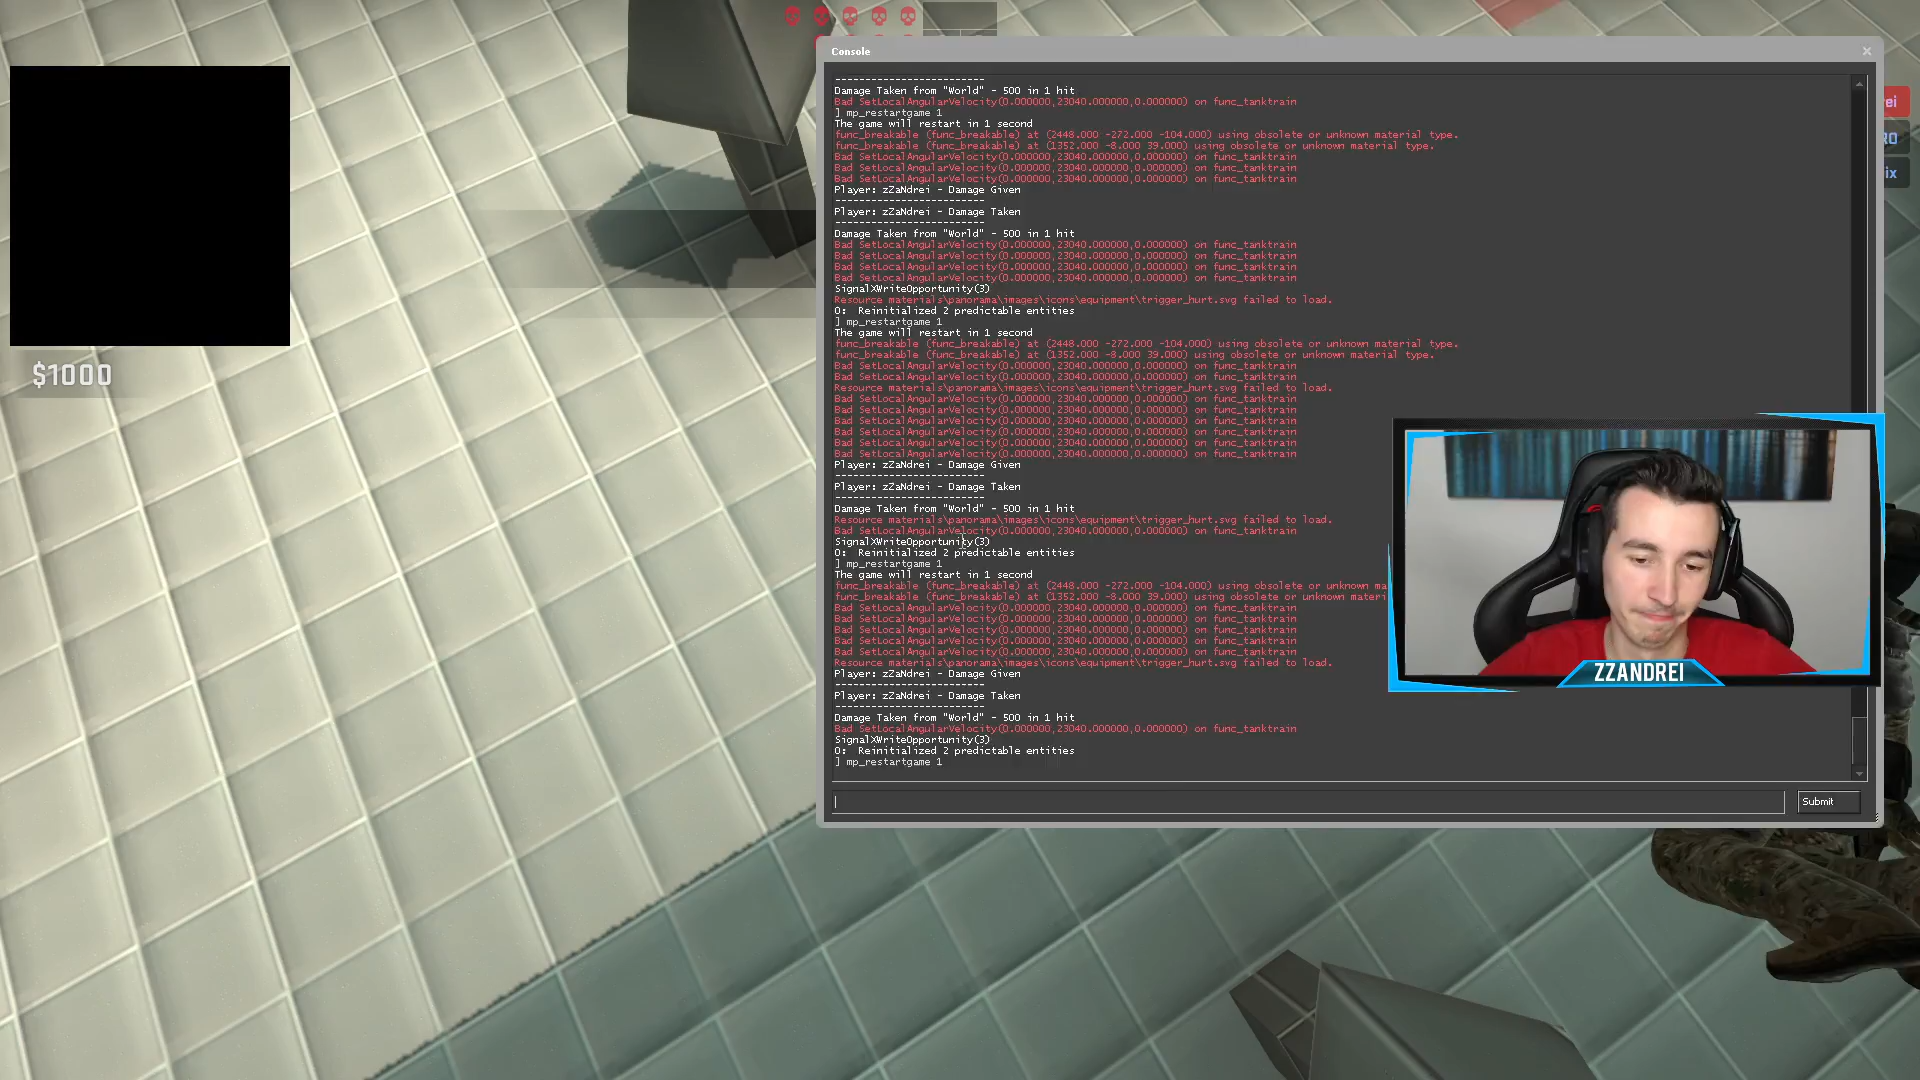 Console
Damage Taken from "World" - 500 in 1 hit
Bad SetLocalAngularVelocity(0.000000,23040.000000,0.000000) on func_tanktrain
] mp_restartgame 1
The game will restart in 1 second
func_breakable (func_breakable) at (2448.000 -272.000 -104.000) using obsolete or unknown material type.
func_breakable (func_breakable) at (1352.000 -8.000 39.000) using obsolete or unknown material type.
Bad SetLocalAngularVelocity(0.000000,23040.000000,0.000000) on func_tanktrain
Bad SetLocalAngularVelocity(0.000000,23040.000000,0.000000) on func_tanktrain
Bad SetLocalAngularVelocity(0.000000,23040.000000,0.000000) on func_tanktrain
Player: zZaNdrei - Damage Given
-------------------------
Player: zZaNdrei - Damage Taken
-------------------------
Damage Taken from "World" - 500 in 1 hit
Bad SetLocalAngularVelocity(0.000000,23040.000000,0.000000) on func_tanktrain
Bad SetLocalAngularVelocity(0.000000,23040.000000,0.000000) on func_tanktrain
Bad SetLocalAngularVelocity(0.000000,23040.000000,0.000000) on func_tanktrain
Bad SetLocalAngularVelocity(0.000000,23040.000000,0.000000) on func_tanktrain
SignalXWriteOpportunity(3)
Resource materials\panorama\images\icons\equipment\trigger_hurt.svg failed to load.
0:  Reinitialized 2 predictable entities
] mp_restartgame 1
The game will restart in 1 second
func_breakable (func_breakable) at (2448.000 -272.000 -104.000) using obsolete or unknown material type.
func_breakable (func_breakable) at (1352.000 -8.000 39.000) using obsolete or unknown material type.
Bad SetLocalAngularVelocity(0.000000,23040.000000,0.000000) on func_tanktrain
Bad SetLocalAngularVelocity(0.000000,23040.000000,0.000000) on func_tanktrain
Resource materials\panorama\images\icons\equipment\trigger_hurt.svg failed to load.
Bad SetLocalAngularVelocity(0.000000,23040.000000,0.000000) on func_tanktrain
Bad SetLocalAngularVelocity(0.000000,23040.000000,0.000000) on func_tanktrain
Bad SetLocalAngularVelocity(0.000000,23040.000000,0.000000) on func_tanktrain
Bad SetLocalAngularVelocity(0.000000,23040.000000,0.000000) on func_tanktrain
Bad SetLocalAngularVelocity(0.000000,23040.000000,0.000000) on func_tanktrain
Bad SetLocalAngularVelocity(0.000000,23040.000000,0.000000) on func_tanktrain
Player: zZaNdrei - Damage Given
-------------------------
Player: zZaNdrei - Damage Taken
-------------------------
Damage Taken from "World" - 500 in 1 hit
Resource materials\panorama\images\icons\equipment\trigger_hurt.svg failed to load.
Bad SetLocalAngularVelocity(0.000000,23040.000000,0.000000) on func_tanktrain
SignalXWriteOpportunity(3)
0:  Reinitialized 2 predictable entities
] mp_restartgame 1
The game will restart in 1 second
func_breakable (func_breakable) at (2448.000 -272.000 -104.000) using obsolete or unknown ma
func_breakable (func_breakable) at (1352.000 -8.000 39.000) using obsolete or unknown materi
Bad SetLocalAngularVelocity(0.000000,23040.000000,0.000000) on func_tanktrain
Bad SetLocalAngularVelocity(0.000000,23040.000000,0.000000) on func_tanktrain
Bad SetLocalAngularVelocity(0.000000,23040.000000,0.000000) on func_tanktrain
Bad SetLocalAngularVelocity(0.000000,23040.000000,0.000000) on func_tanktrain
Bad SetLocalAngularVelocity(0.000000,23040.000000,0.000000) on func_tanktrain
Resource materials\panorama\images\icons\equipment\trigger_hurt.svg failed to load.
Player: zZaNdrei - Damage Given
-------------------------
Player: zZaNdrei - Damage Taken
-------------------------
Damage Taken from "World" - 500 in 1 hit
Bad SetLocalAngularVelocity(0.000000,23040.000000,0.000000) on func_tanktrain
SignalXWriteOpportunity(3)
0:  Reinitialized 2 predictable entities
] mp_restartgame 1
Submit
$1000
ei
RO
ix
ZZANDREI